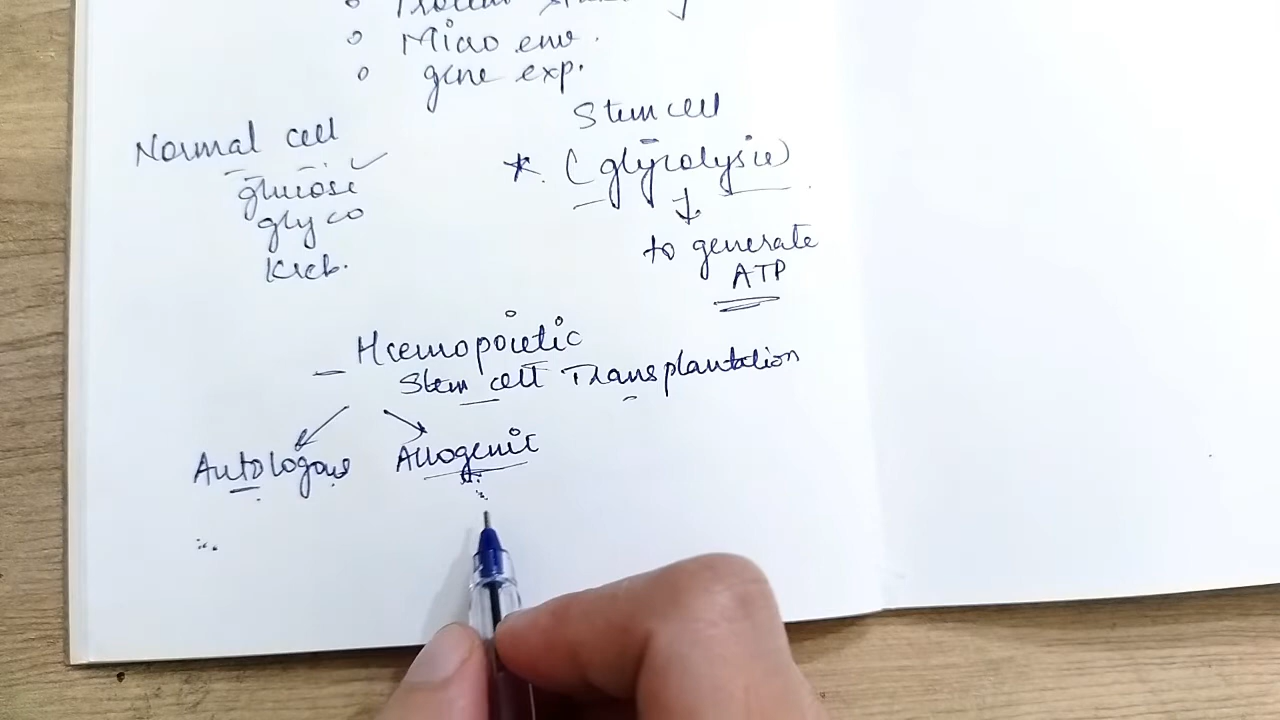 Micro env.
gene exp.
Normal cell
glucose
glyco
Kreb.
Stem cell
* (glycolysis)
to generate
ATP
Haemopoietic
Stem cell Transplantation
Autologous Allogenic